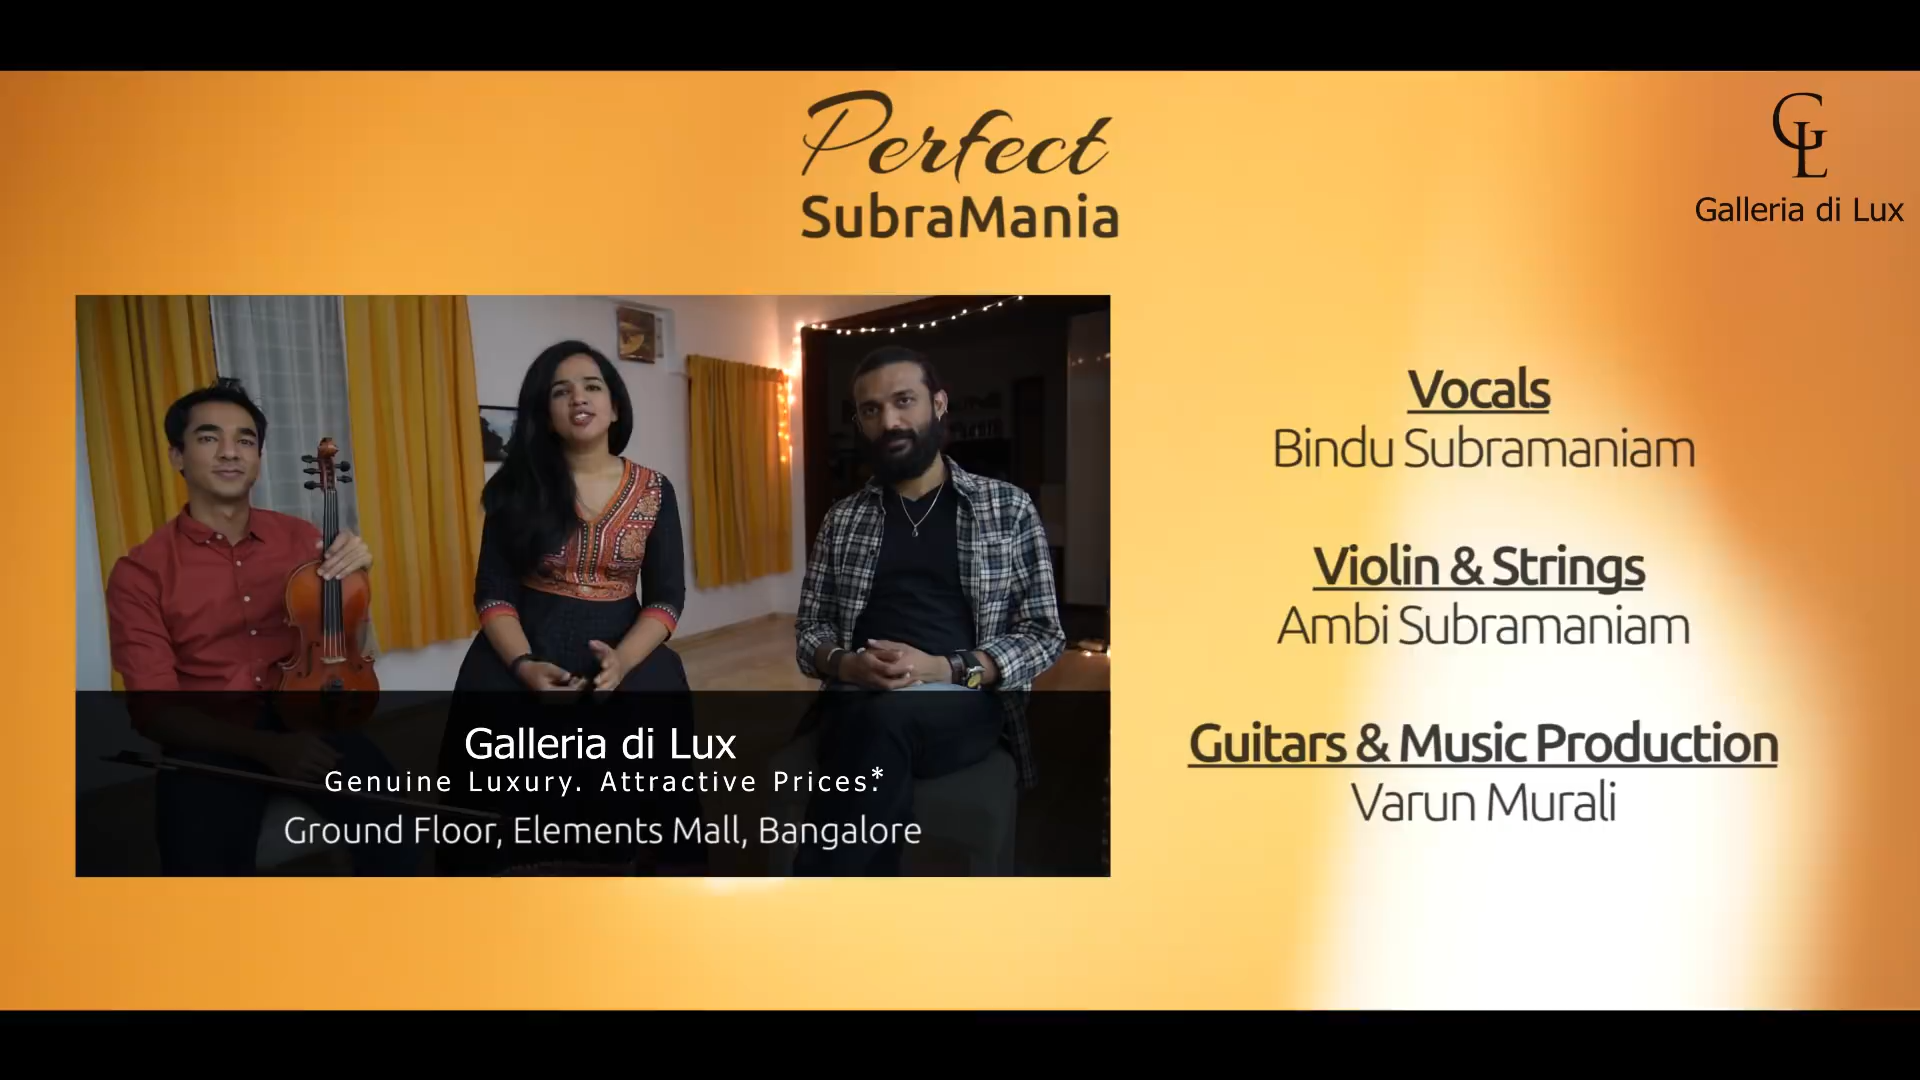 Perfect
SubraMania
GL
Galleria di Lux
Vocals
Bindu Subramaniam
Violin & Strings
Ambi Subramaniam
Guitars & Music Production
Varun Murali
Galleria di Lux
Genuine Luxury. Attractive Prices.*
Ground Floor, Elements Mall, Bangalore